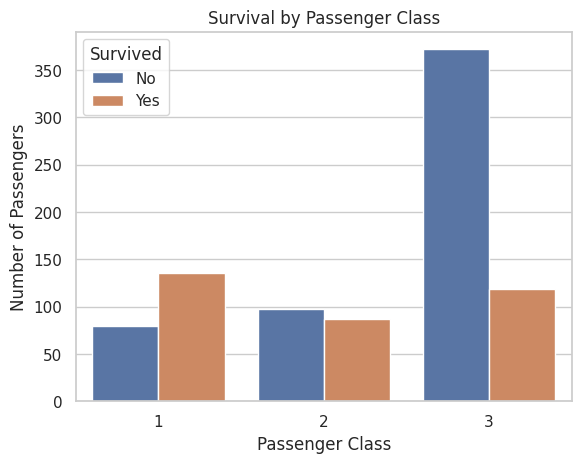 Survival by Passenger Class
Survived
No
Yes
Number of Passengers
350
300
250
200
150
100
50
0
1
2
3
Passenger Class